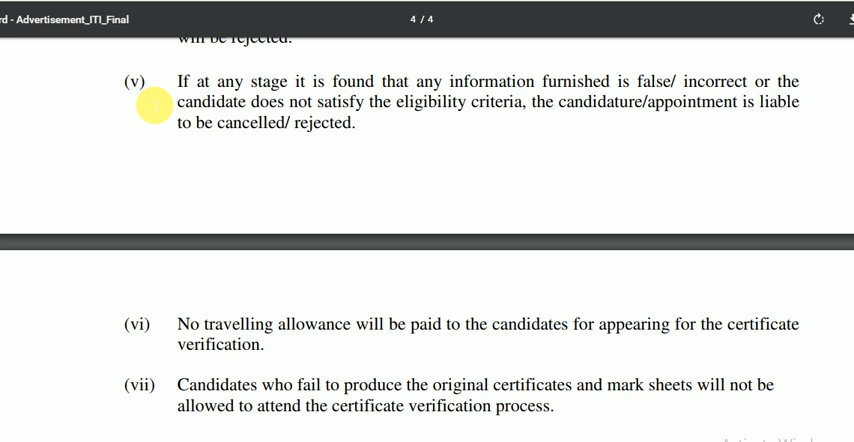 rd - Advertisement_ITI_Final
4 / 4
will be rejected.
(v) If at any stage it is found that any information furnished is false/ incorrect or the
candidate does not satisfy the eligibility criteria, the candidature/appointment is liable
to be cancelled/ rejected.
(vi) No travelling allowance will be paid to the candidates for appearing for the certificate
verification.
(vii) Candidates who fail to produce the original certificates and mark sheets will not be
allowed to attend the certificate verification process.